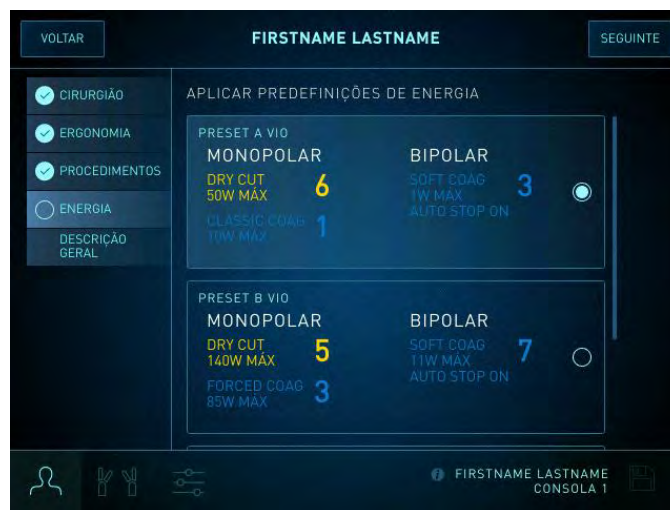 VOLTAR
FIRSTNAME LASTNAME
SEGUINTE
CIRURGIÃO
ERGONOMIA
PROCEDIMENTOS
ENERGIA
DESCRIÇÃO
GERAL
APLICAR PREDEFINIÇÕES DE ENERGIA
PRESET A VIO
MONOPOLAR
DRY CUT
50W MÁX
6
CLASSIC COAG
10W MÁX
1
BIPOLAR
SOFT COAG
1W MÁX
AUTO STOP ON
3
PRESET B VIO
MONOPOLAR
DRY CUT
140W MÁX
5
FORCED COAG
85W MÁX
3
BIPOLAR
SOFT COAG
11W MÁX
AUTO STOP ON
7
FIRSTNAME LASTNAME
CONSOLA 1